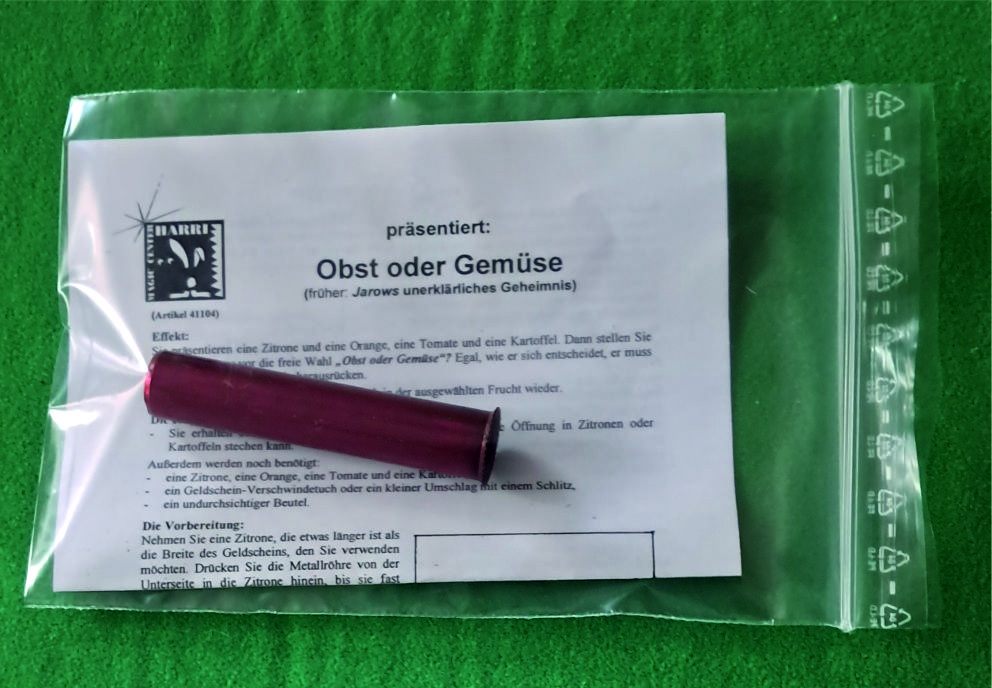 HARRI
MAGIC CENTER
präsentiert:
Obst oder Gemüse
(früher: Jarows unerklärliches Geheimnis)
(Artikel 41104)
Effekt:
Sie präsentieren eine Zitrone und eine Orange, eine Tomate und eine Kartoffel. Dann stellen Sie
vor die freie Wahl „Obst oder Gemüse“? Egal, wie er sich entscheidet, er muss
herausrücken.
in der ausgewählten Frucht wieder.
Öffnung in Zitronen oder
- Sie erhalten
Kartoffeln stechen kann.
Außerdem werden noch benötigt:
- eine Zitrone, eine Orange, eine Tomate und eine
- ein Geldschein-Verschwindetuch oder ein kleiner Umschlag mit einem Schlitz,
- ein undurchsichtiger Beutel.
Die Vorbereitung:
Nehmen Sie eine Zitrone, die etwas länger ist als
die Breite des Geldscheins, den Sie verwenden
möchten. Drücken Sie die Metallröhre von der
Unterseite in die Zitrone hinein, bis sie fast